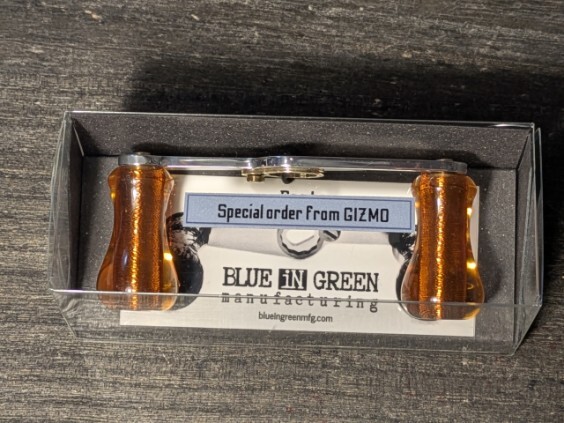 Special order from GIZMO
BLUE iN GREEN
manufacturing
blueingreenmfg.com